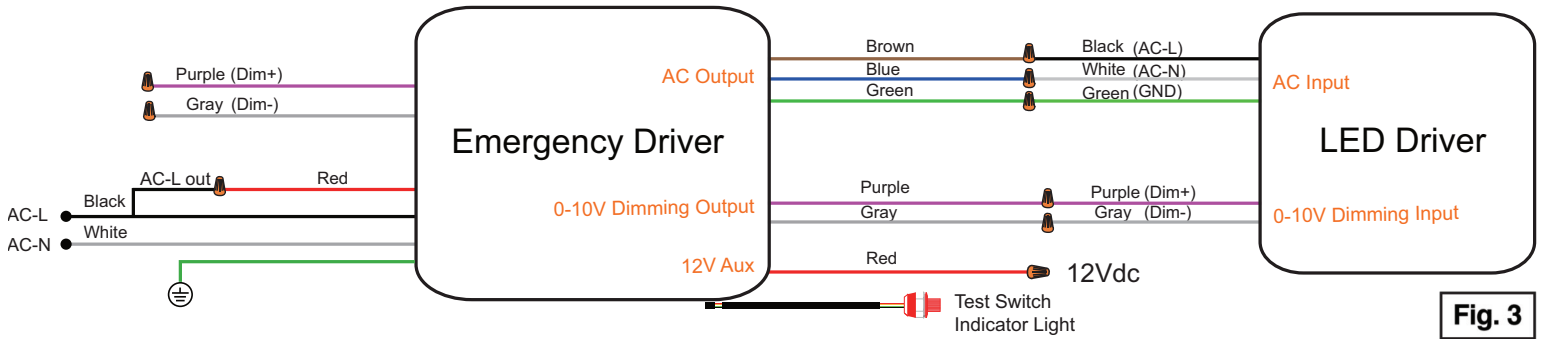 Purple (Dim+)
Gray (Dim-)
AC-L out
Red
Black
AC-L
White
AC-N
Emergency Driver
AC Output
0-10V Dimming Output
12V Aux
Brown
Blue
Green
Black (AC-L)
White (AC-N)
Green (GND)
Purple
Gray
Purple (Dim+)
Gray (Dim-)
Red
12Vdc
Test Switch
Indicator Light
AC Input
LED Driver
0-10V Dimming Input
Fig. 3